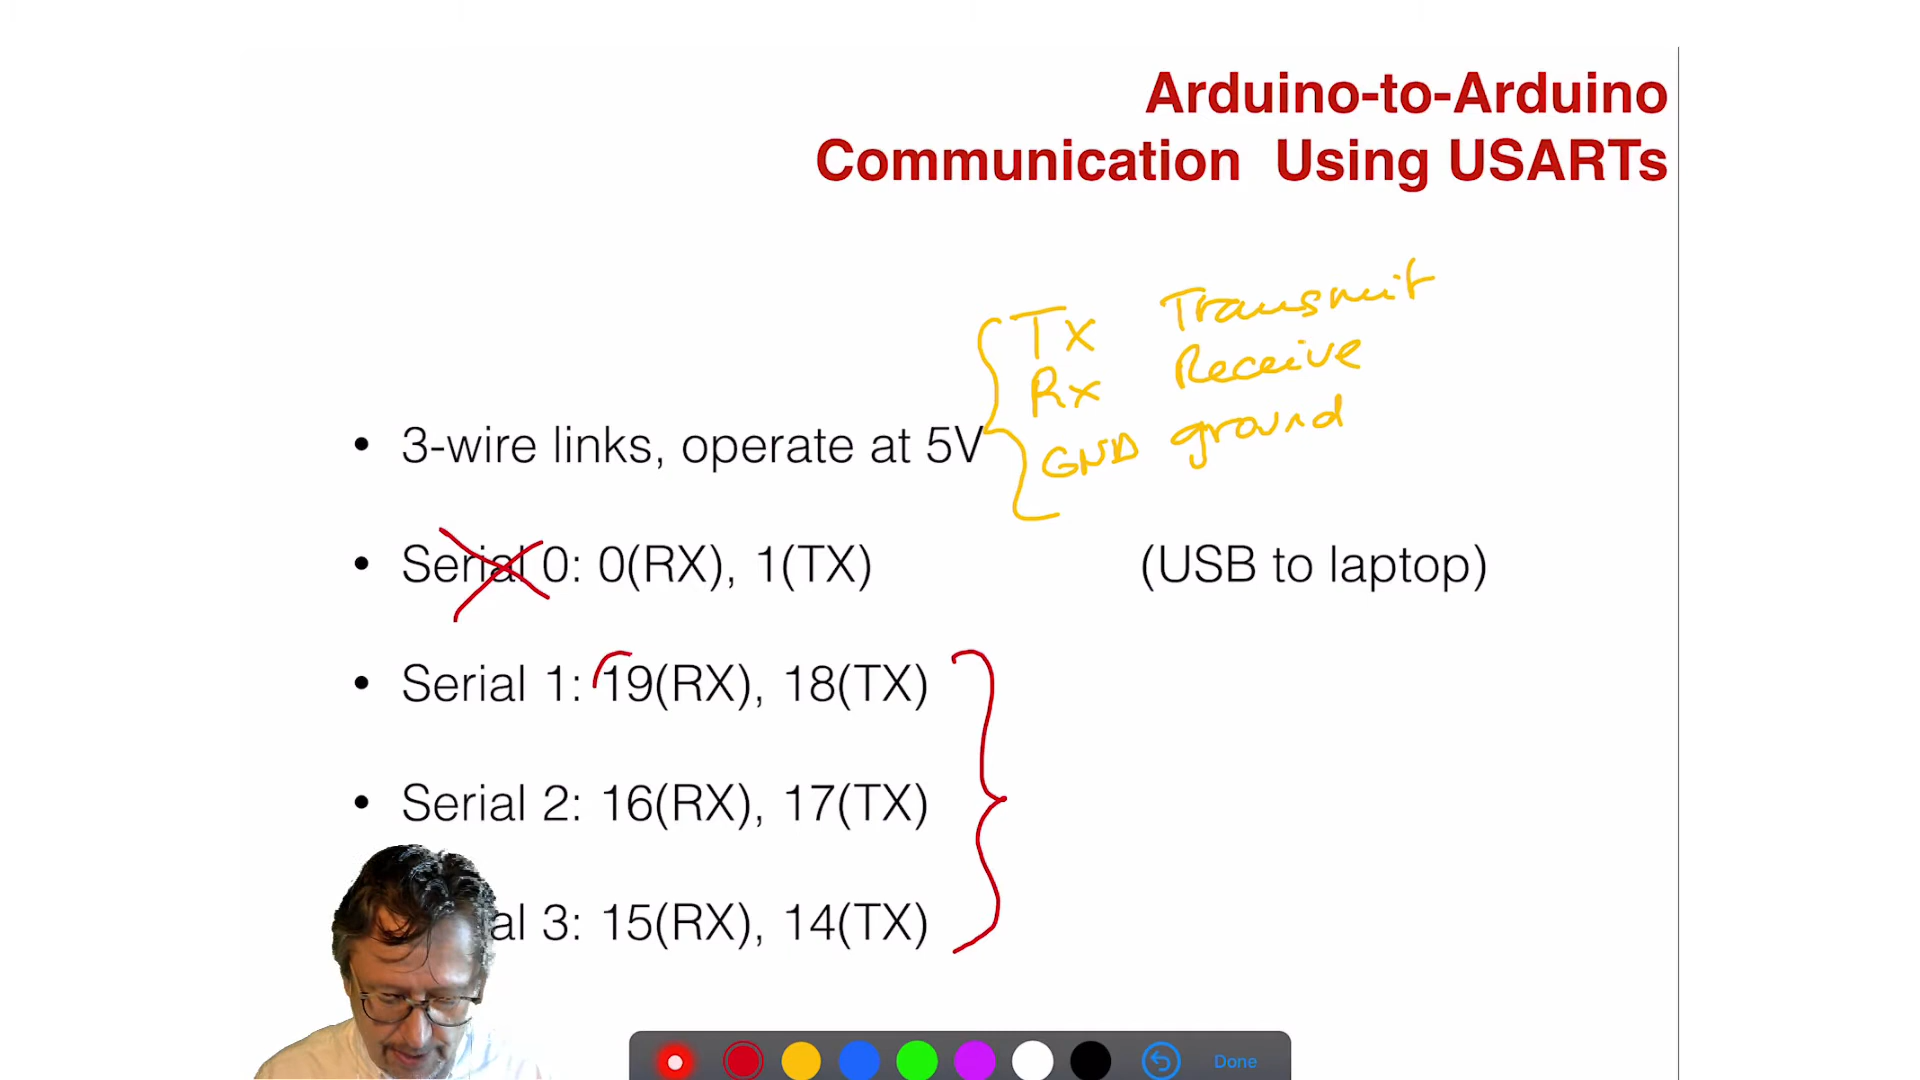 Arduino-to-Arduino
Communication Using USARTs
Tx Transmit
Rx Receive
GND ground
• 3-wire links, operate at 5V
• Serial 0: 0(RX), 1(TX) (USB to laptop)
• Serial 1: 19(RX), 18(TX)
• Serial 2: 16(RX), 17(TX)
al 3: 15(RX), 14(TX)
Done